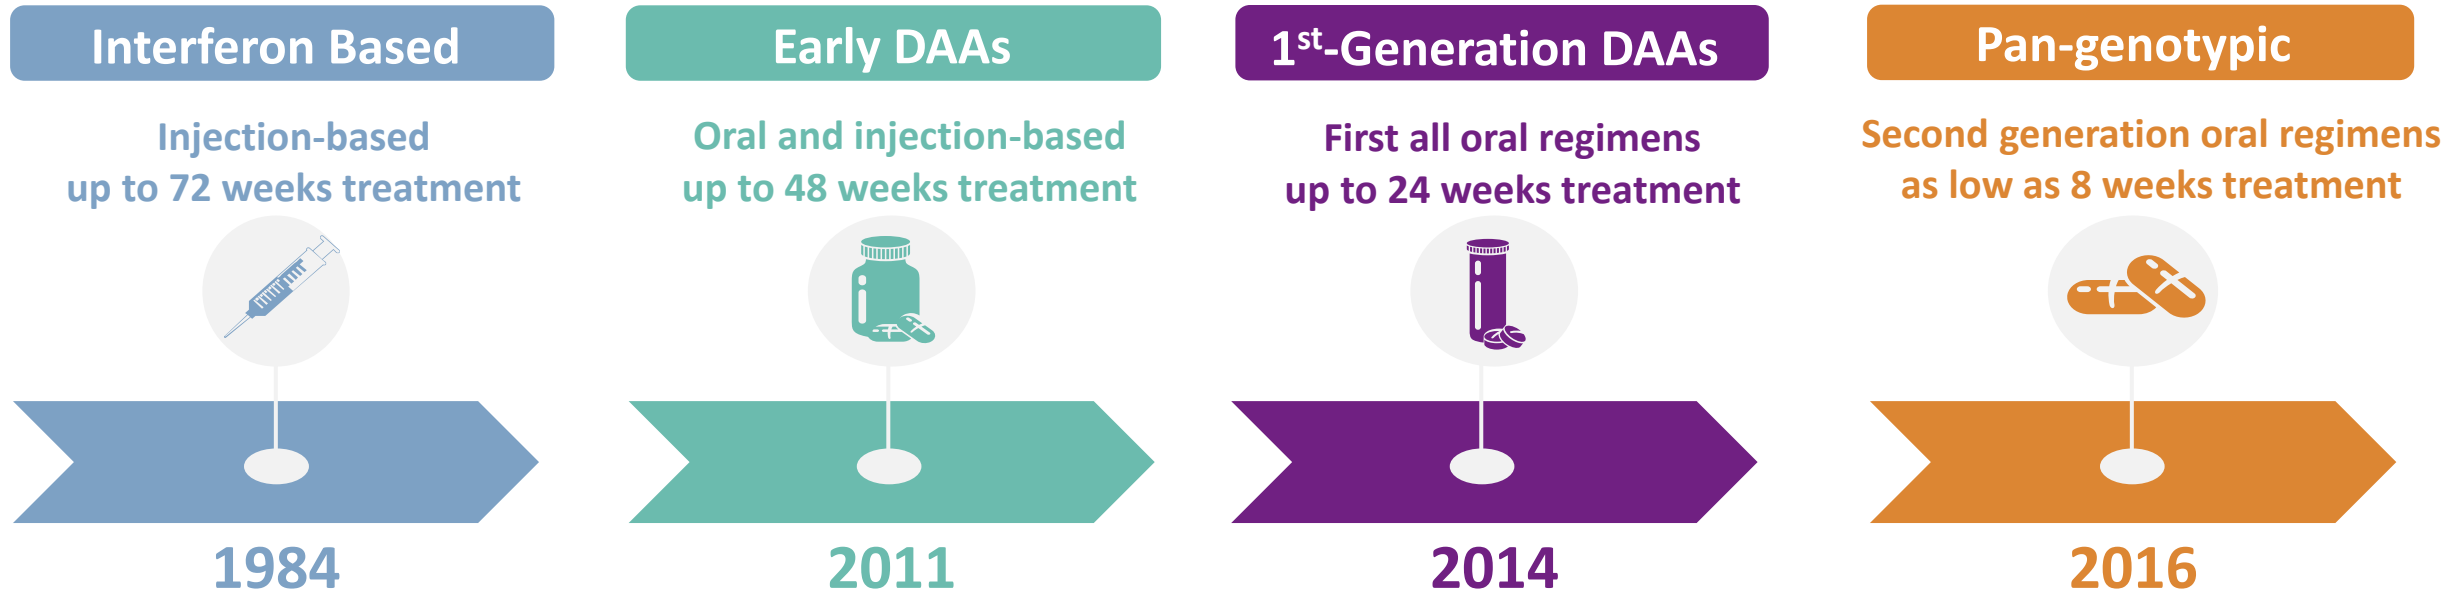 Interferon Based
Injection-based
up to 72 weeks treatment
1984
Early DAAs
Oral and injection-based
up to 48 weeks treatment
2011
1st-Generation DAAs
First all oral regimens
up to 24 weeks treatment
2014
Pan-genotypic
Second generation oral regimens
as low as 8 weeks treatment
2016